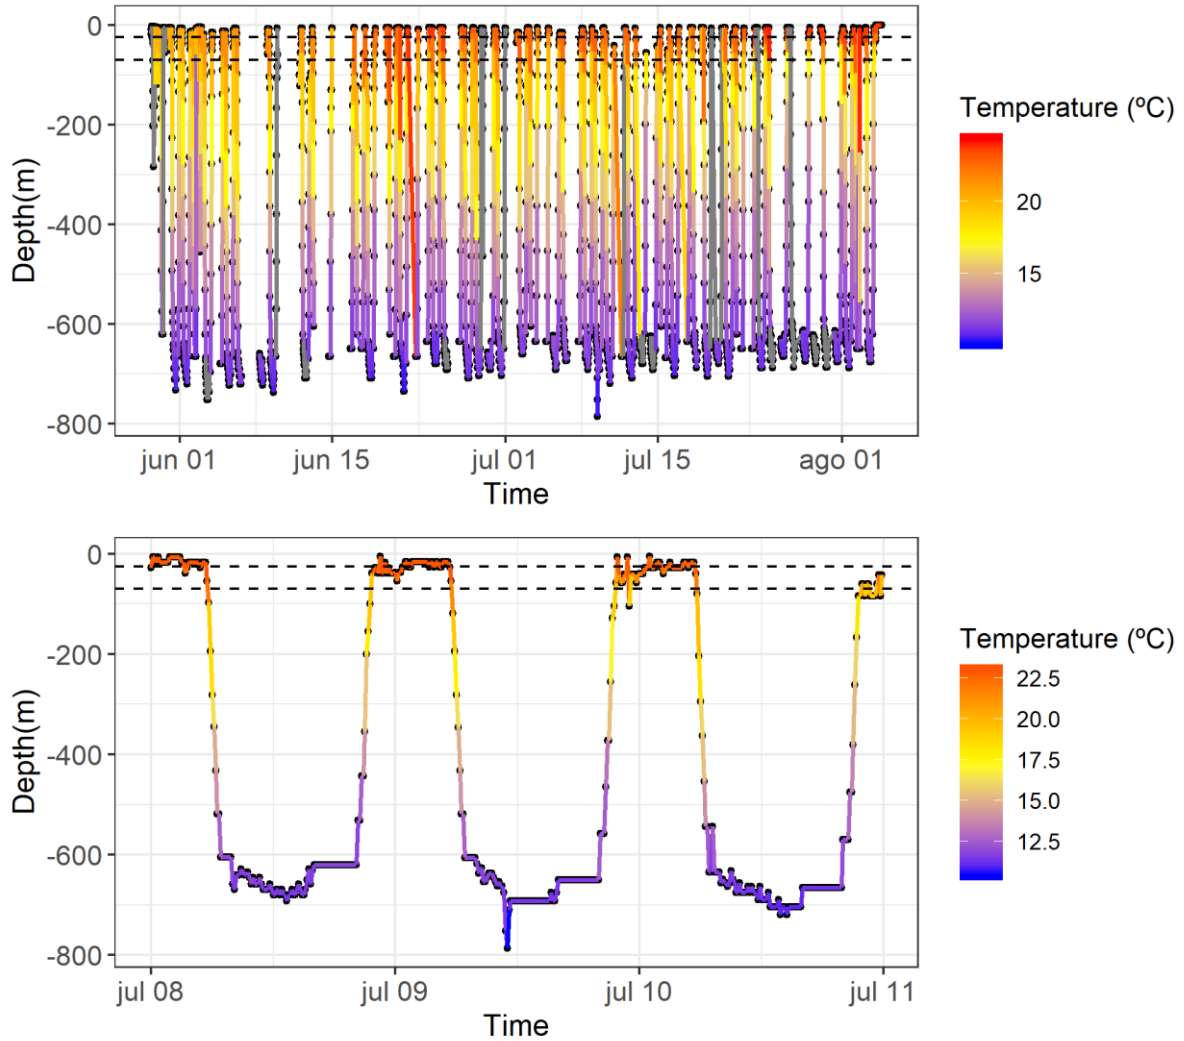 0
-200
-400
-600
-800
Depth(m)
jun 01
jun 15
jul 01
jul 15
ago 01
Time
Temperature (ºC)
20
15
0
-200
-400
-600
-800
Depth(m)
jul 08
jul 09
jul 10
jul 11
Time
Temperature (ºC)
22.5
20.0
17.5
15.0
12.5